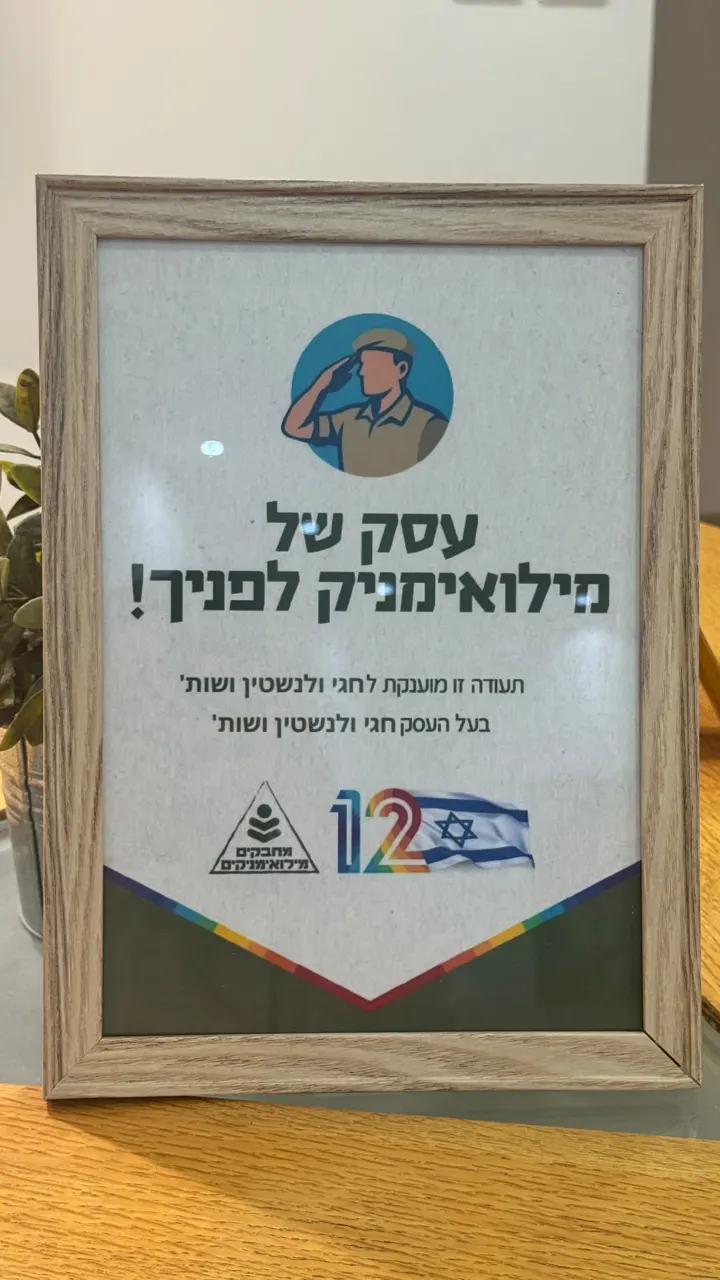 עסק של
מילואימניק לפניך!
תעודה זו מוענקת לחגי ולנשטין ושות'
בעל העסק חגי ולנשטין ושות'
מחבקים
מילואימניקים
12